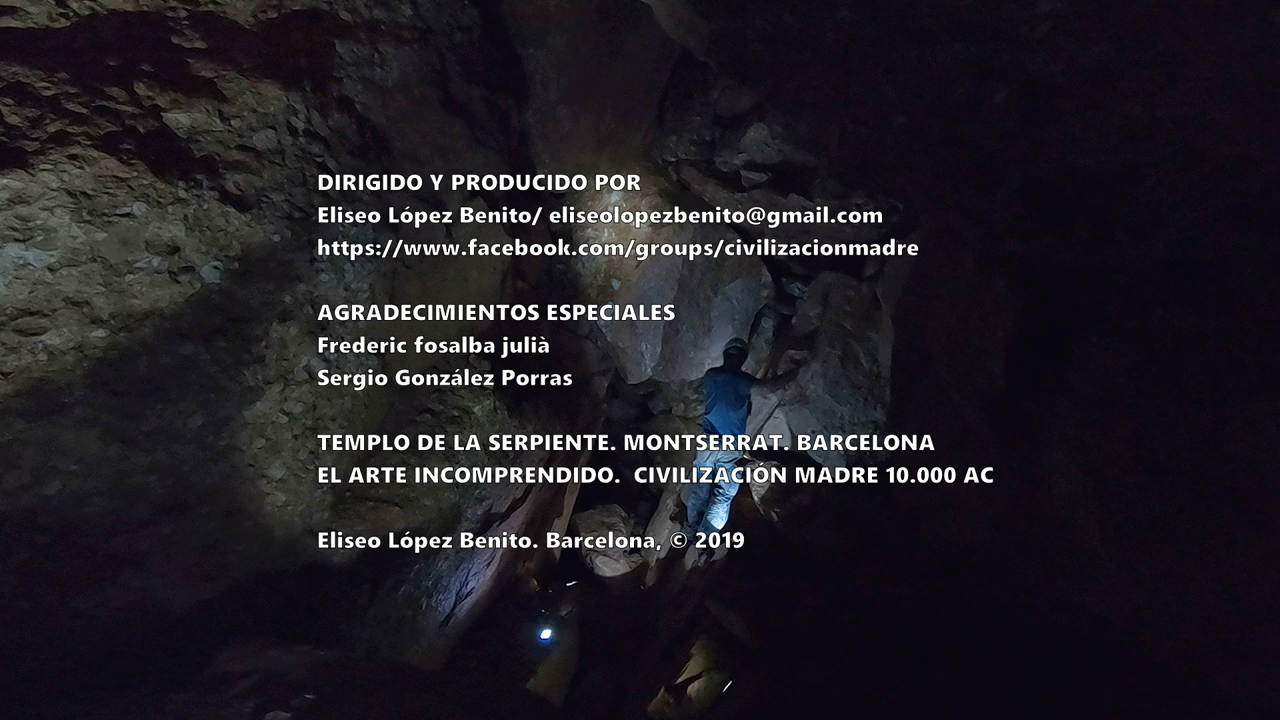 DIRIGIDO Y PRODUCIDO POR
Eliseo López Benito/ eliseolopezbenito@gmail.com
https://www.facebook.com/groups/civilizacionmadre
AGRADECIMIENTOS ESPECIALES
Frederic fosalba julià
Sergio González Porras
TEMPLO DE LA SERPIENTE. MONTSERRAT. BARCELONA
EL ARTE INCOMPRENDIDO.  CIVILIZACIÓN MADRE 10.000 AC
Eliseo López Benito. Barcelona, © 2019